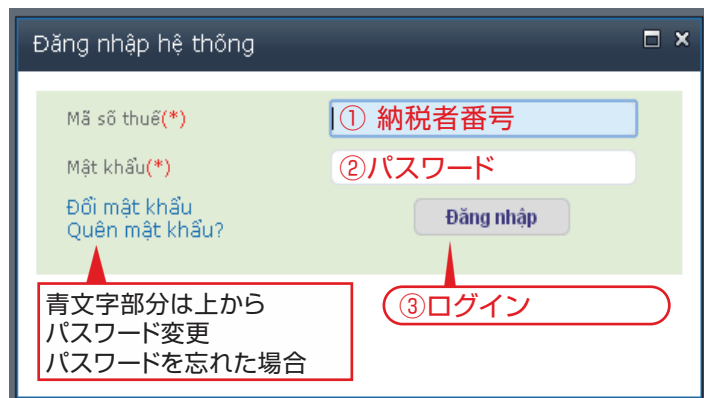 Đăng nhập hệ thống
Mã số thuế(*)
① 納税者番号
Mật khẩu(*)
②パスワード
Đổi mật khẩu
Quên mật khẩu?
Đăng nhập
青文字部分は上から
パスワード変更
パスワードを忘れた場合
③ログイン